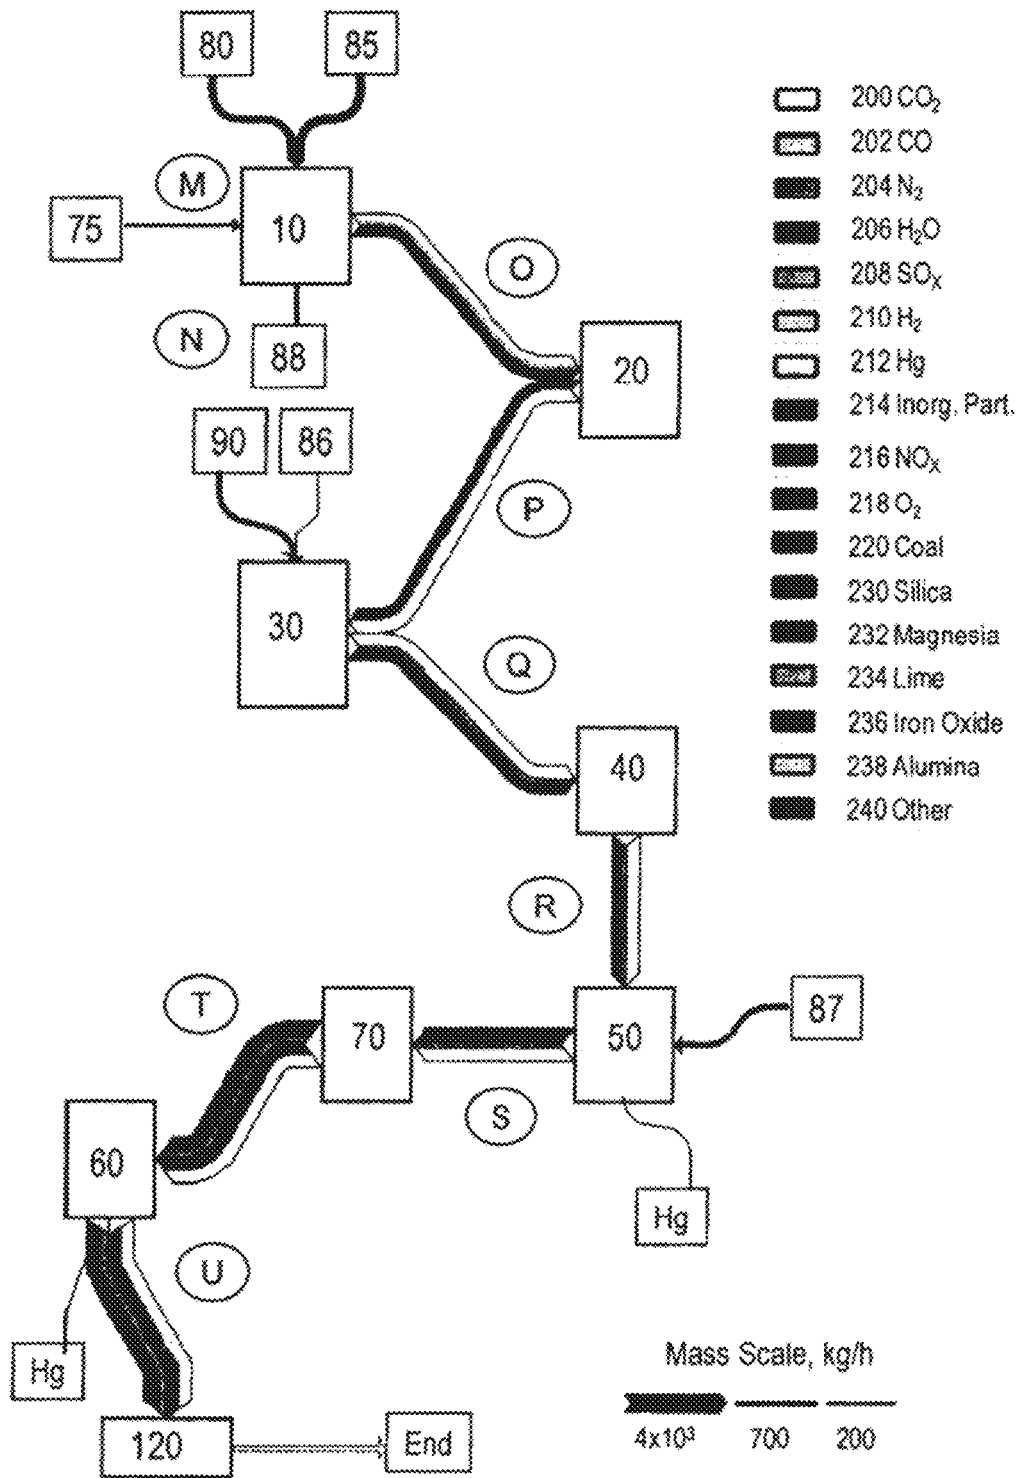 80
85
M
75
10
O
N
88
20
90
86
P
30
Q
40
R
T
70
50
87
S
60
Hg
U
Hg
120
End
200 CO₂
202 CO
204 N₂
206 H₂O
208 SOₓ
210 H₂
212 Hg
214 Inorg. Part.
216 NOₓ
218 O₂
220 Coal
230 Silica
232 Magnesia
234 Lime
236 Iron Oxide
238 Alumina
240 Other
Mass Scale, kg/h
4x10³ 700 200